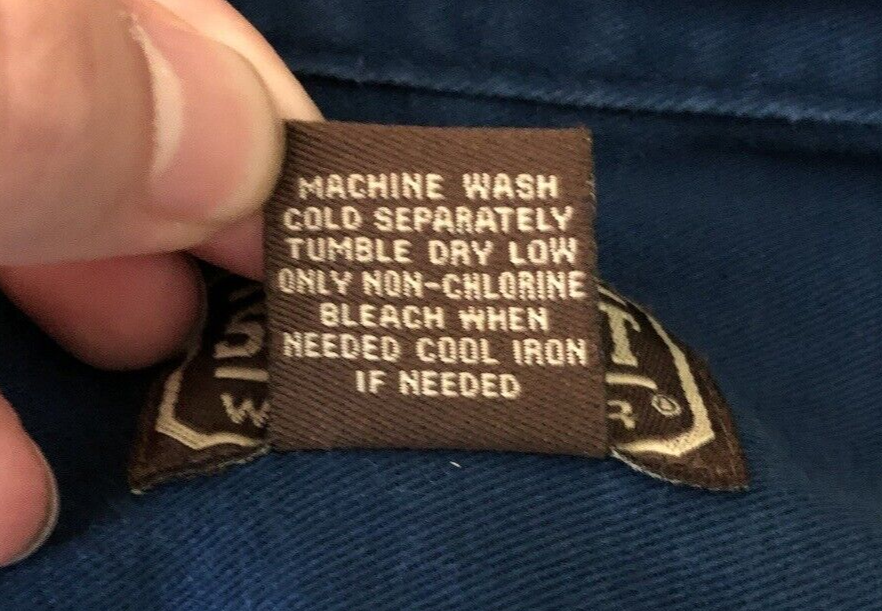 MACHINE WASH
COLD SEPARATELY
TUMBLE DRY LOW
ONLY NON-CHLORINE
BLEACH WHEN
NEEDED COOL IRON
IF NEEDED
®